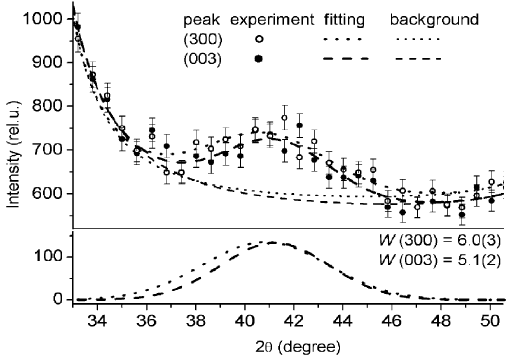 peak experiment fitting background
(300)
(003)
1000
900
800
700
600
Intensity (rel.u.)
W (300) = 6.0(3)
W (003) = 5.1(2)
100
0
34 36 38 40 42 44 46 48 50
2θ (degree)